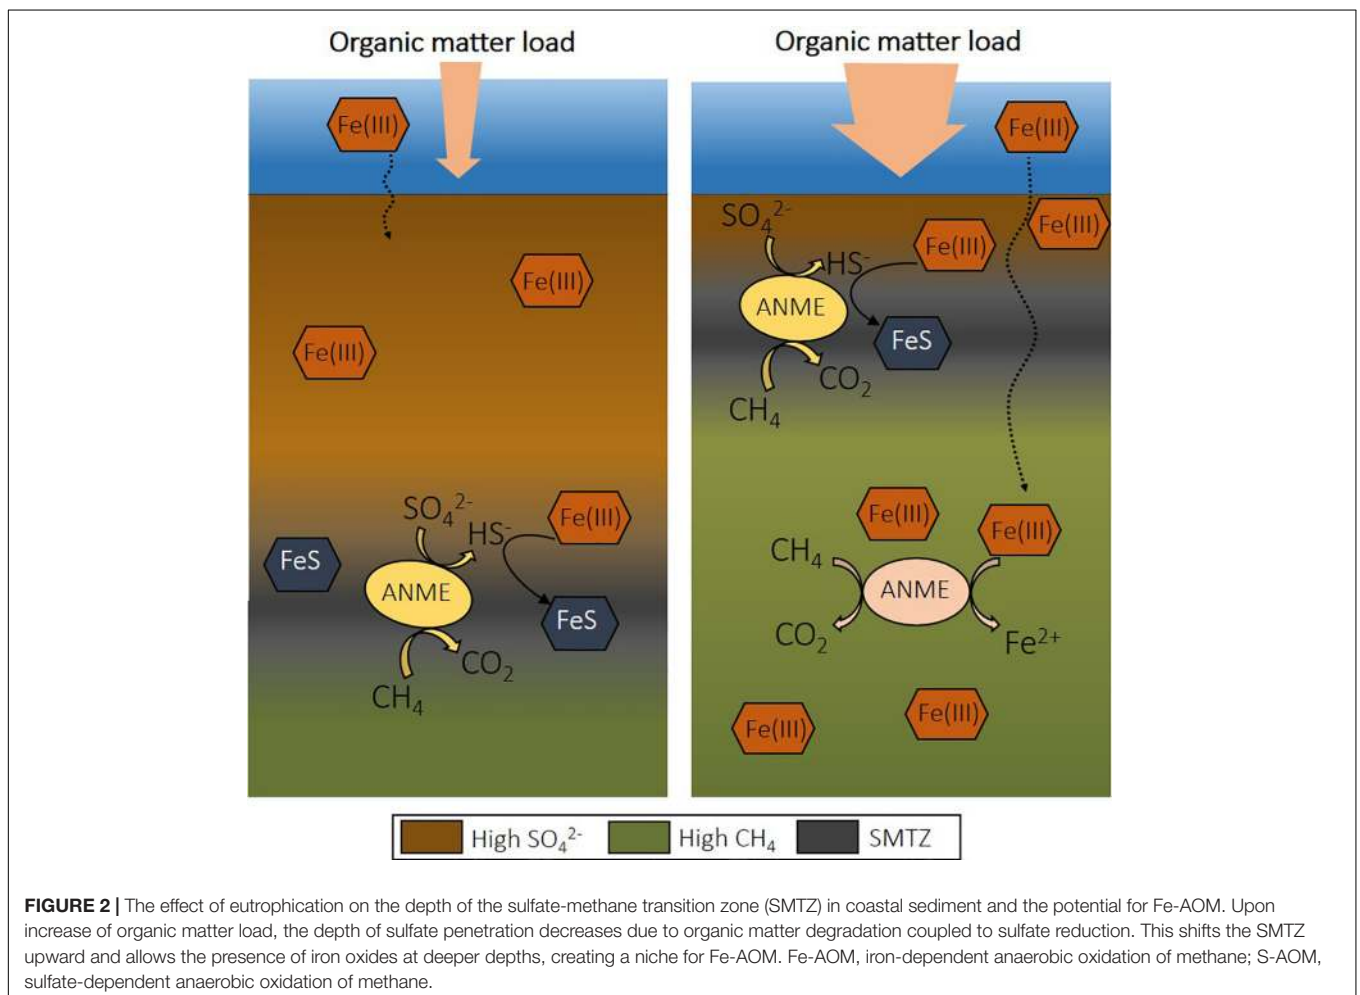 Organic matter load
Fe(III)
Fe(III)
Fe(III)
SO₄²⁻
HS⁻
Fe(III)
FeS
ANME
FeS
CO₂
CH₄
Organic matter load
Fe(III)
SO₄²⁻
Fe(III)
Fe(III)
HS⁻
ANME
FeS
CO₂
CH₄
Fe(III)
Fe(III)
CH₄
ANME
CO₂
Fe²⁺
Fe(III)
Fe(III)
High SO₄²⁻
High CH₄
SMTZ
FIGURE 2 | The effect of eutrophication on the depth of the sulfate-methane transition zone (SMTZ) in coastal sediment and the potential for Fe-AOM. Upon
increase of organic matter load, the depth of sulfate penetration decreases due to organic matter degradation coupled to sulfate reduction. This shifts the SMTZ
upward and allows the presence of iron oxides at deeper depths, creating a niche for Fe-AOM. Fe-AOM, iron-dependent anaerobic oxidation of methane; S-AOM,
sulfate-dependent anaerobic oxidation of methane.